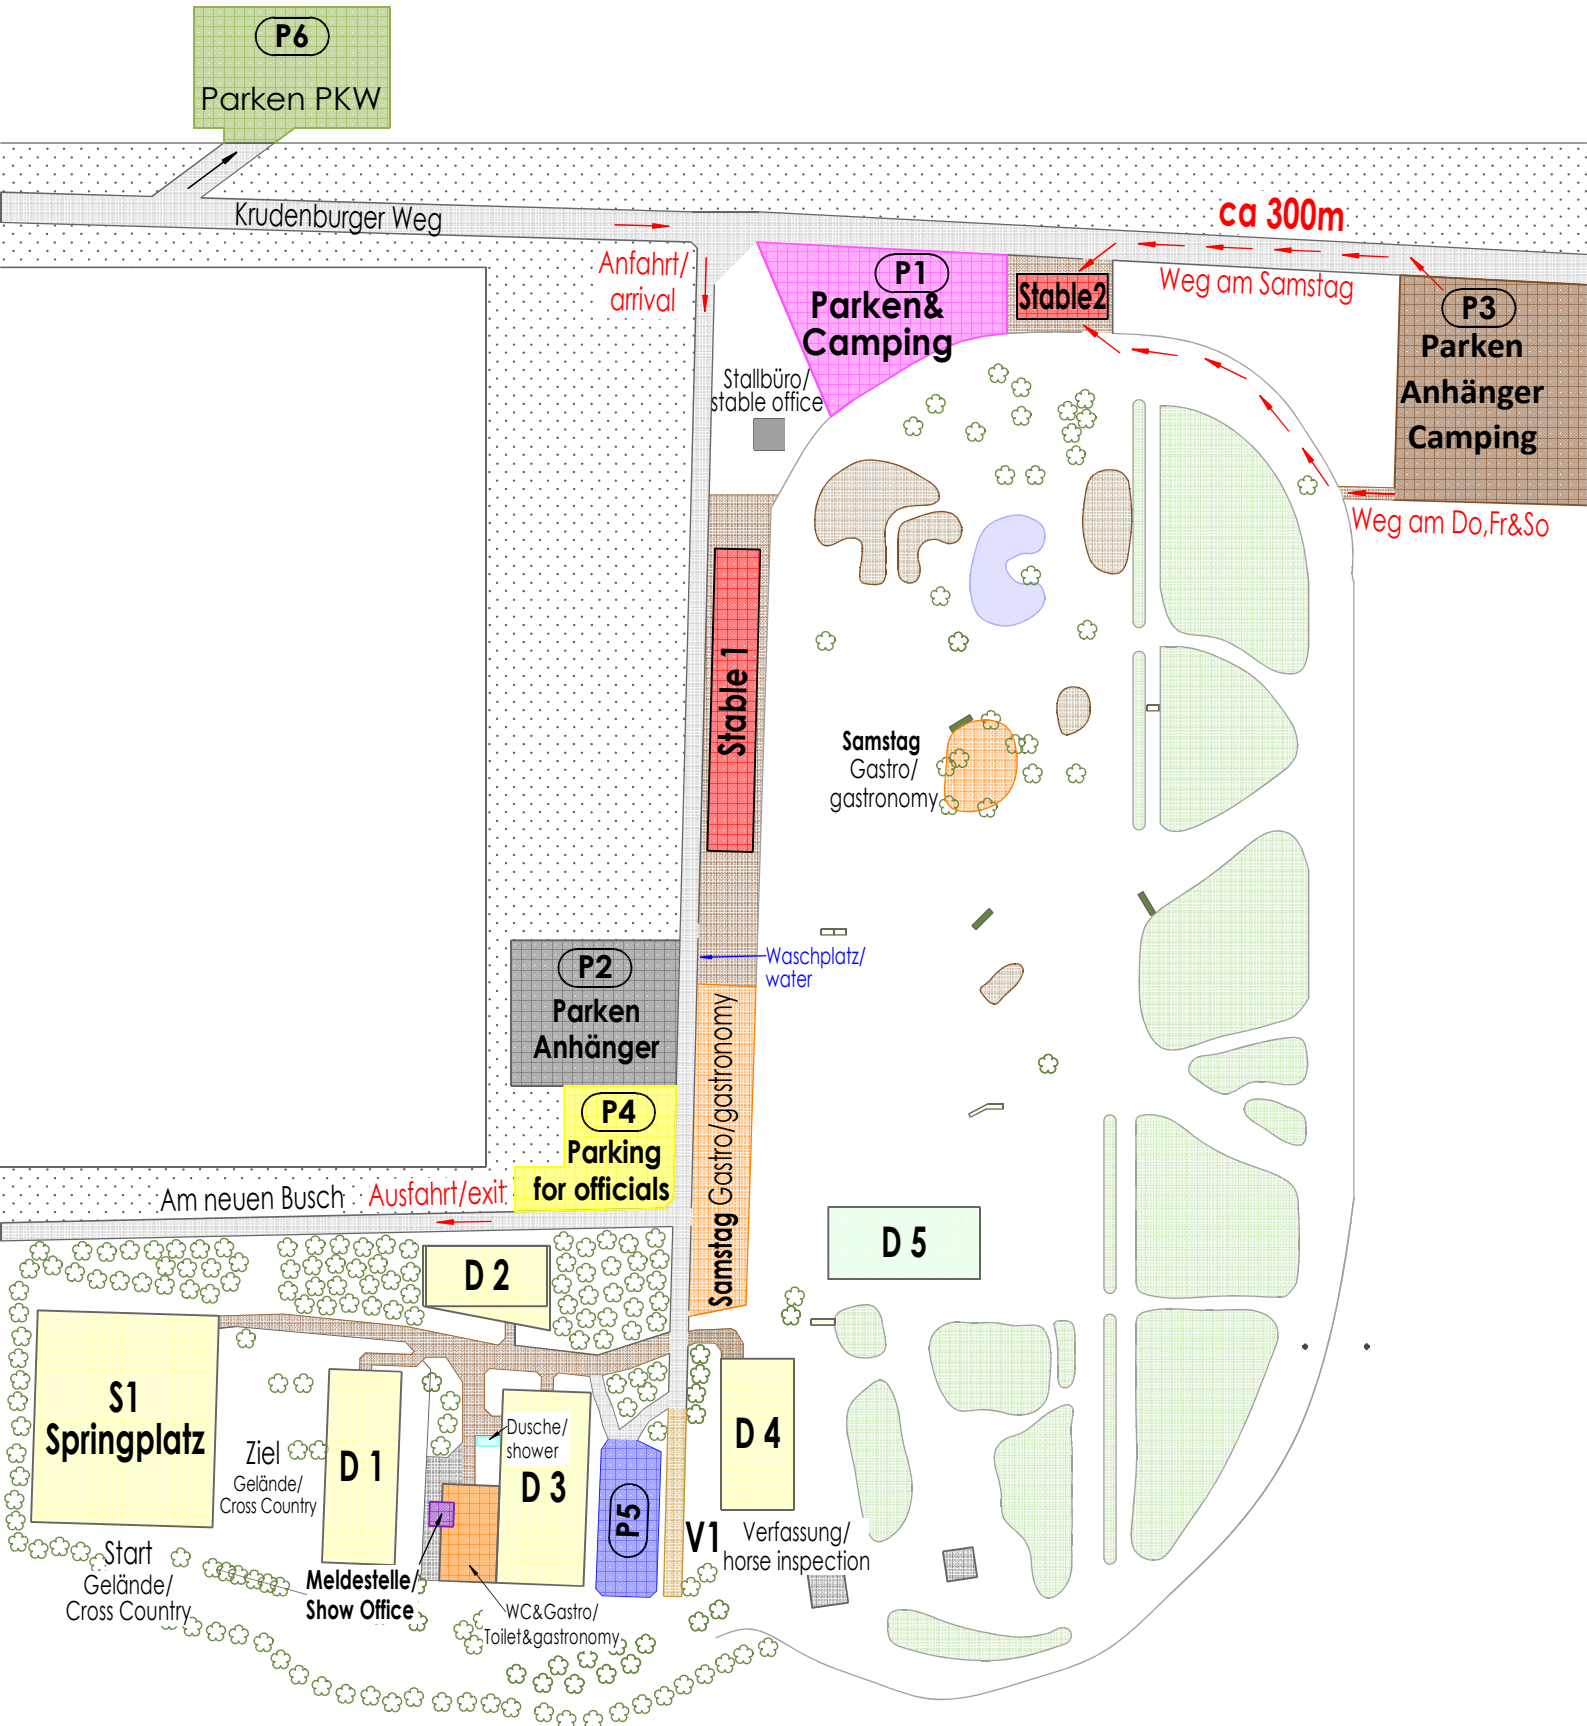 P6
Parken PKW
Krudenburger Weg
ca 300m
Anfahrt/
arrival
P1
Parken&
Camping
Stable2
Weg am Samstag
P3
Parken
Anhänger
Camping
Stallbüro/
stable office
Weg am Do,Fr&So
Stable 1
Samstag
Gastro/
gastronomy
P2
Parken
Anhänger
Waschplatz/
water
P4
Parking
for officials
Samstag Gastro/gastronomy
Am neuen Busch
Ausfahrt/exit
D 5
D 2
S1
Springplatz
Ziel
Gelände/
Cross Country
D 1
Dusche/
shower
D 3
P5
D 4
V1
Verfassung/
horse inspection
Start
Gelände/
Cross Country
Meldestelle/
Show Office
WC&Gastro/
Toilet&gastronomy